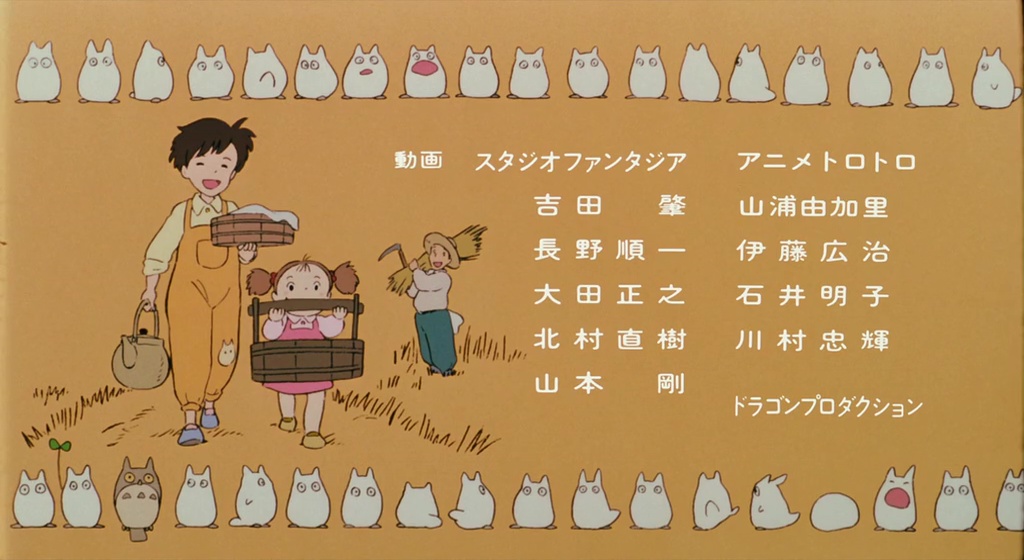 動画 スタジオファンタジア アニメトロトロ
吉田 肇 山浦由加里
長野順一 伊藤広治
大田正之 石井明子
北村直樹 川村忠輝
山本 剛
ドラゴンプロダクション